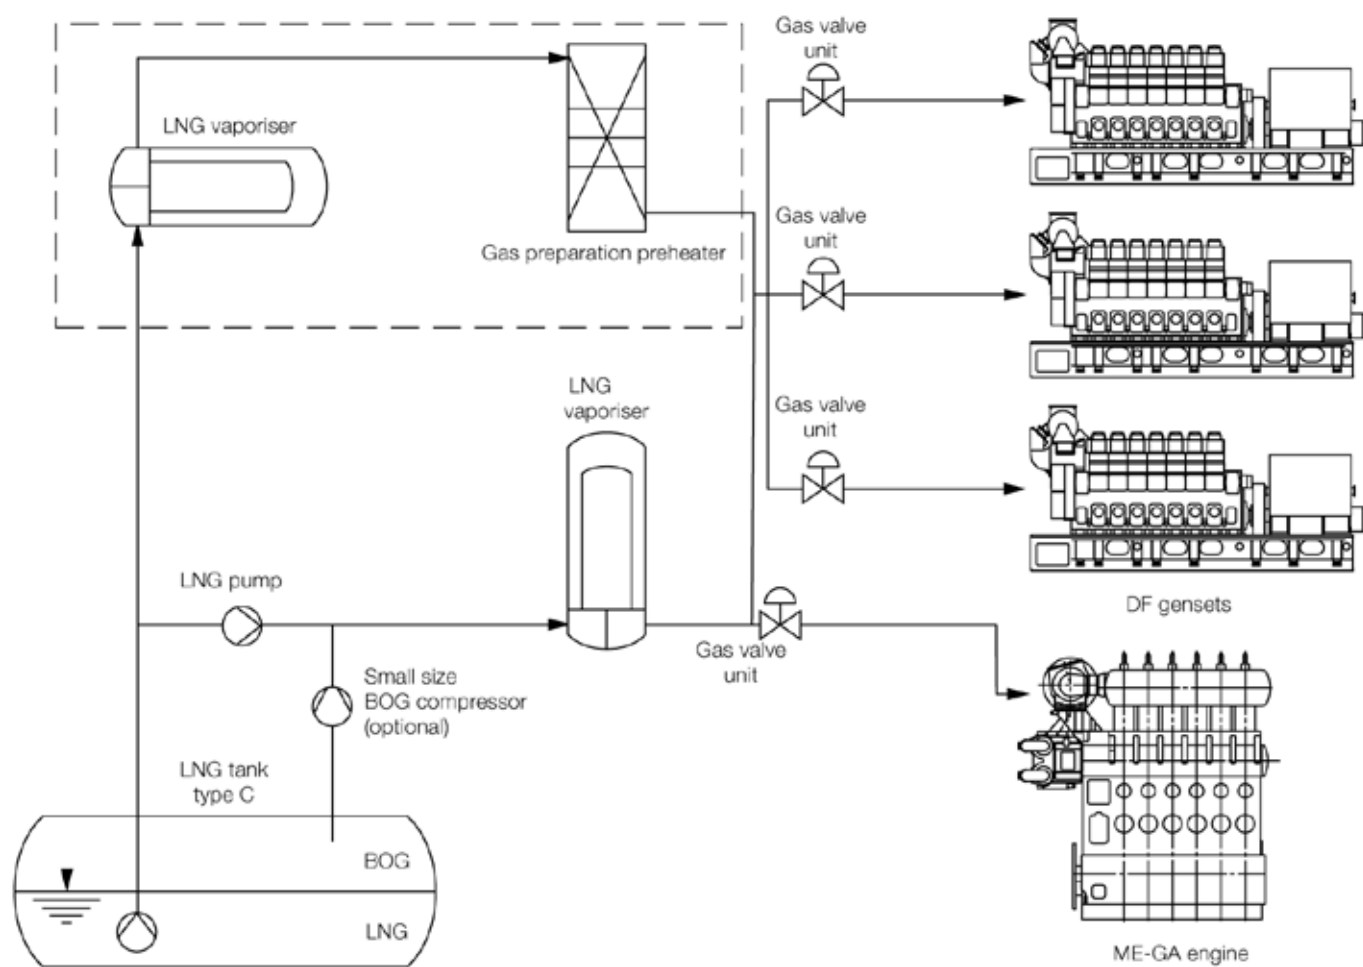 Gas valve
unit
LNG vaporiser
Gas preparation preheater
Gas valve
unit
LNG
vaporiser
Gas valve
unit
DF gensets
LNG pump
Gas valve
unit
Small size
BOG compressor
(optional)
LNG tank
type C
BOG
LNG
ME-GA engine